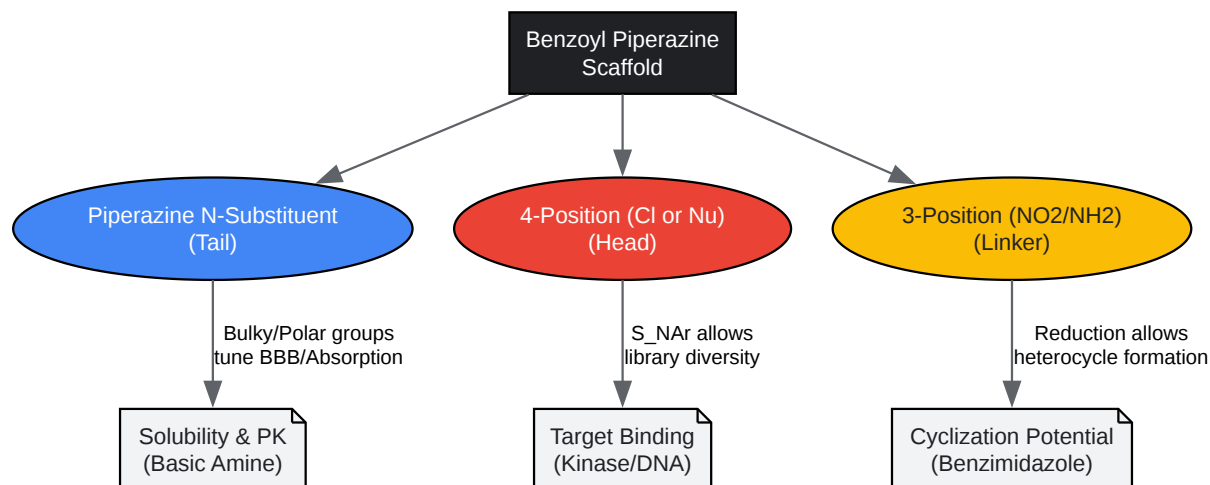 Benzoyl Piperazine
Scaffold
Piperazine N-Substituent
(Tail)
4-Position (Cl or Nu)
(Head)
3-Position (NO2/NH2)
(Linker)
Bulky/Polar groups
tune BBB/Absorption
S_NAr allows
library diversity
Reduction allows
heterocycle formation
Solubility & PK
(Basic Amine)
Target Binding
(Kinase/DNA)
Cyclization Potential
(Benzimidazole)